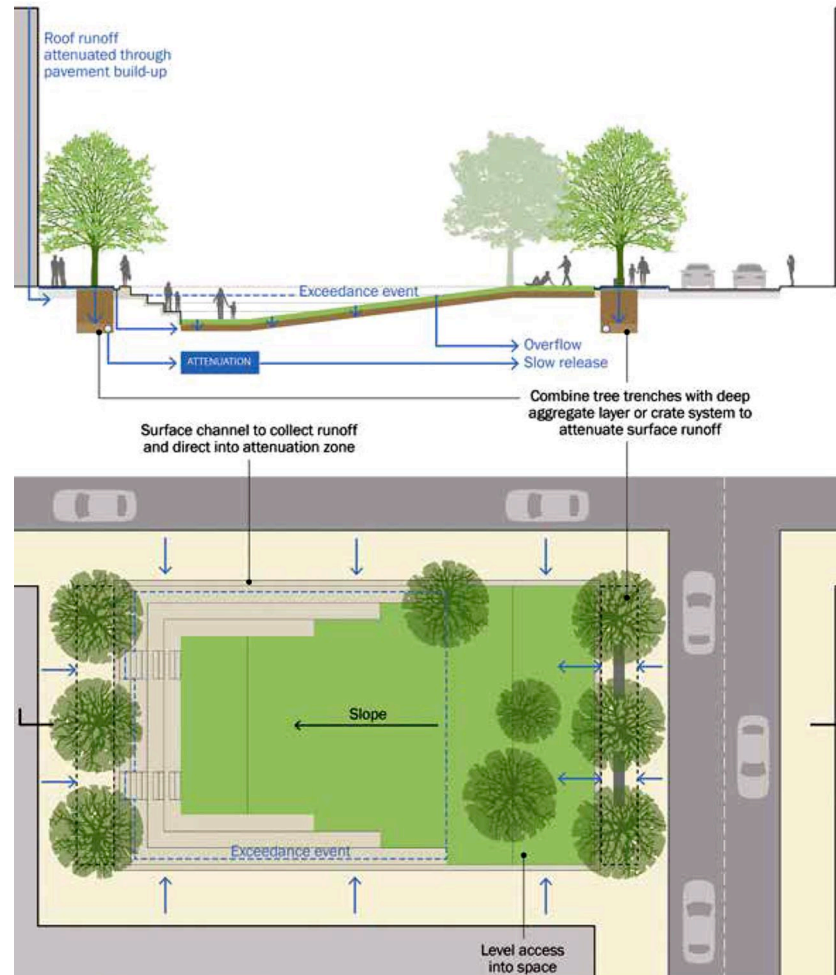 Roof runoff
attenuated through
pavement build-up
Exceedance event
Overflow
ATTENUATION
Slow release
Combine tree trenches with deep
aggregate layer or crate system to
attenuate surface runoff
Surface channel to collect runoff
and direct into attenuation zone
Slope
Exceedance event
Level access
into space